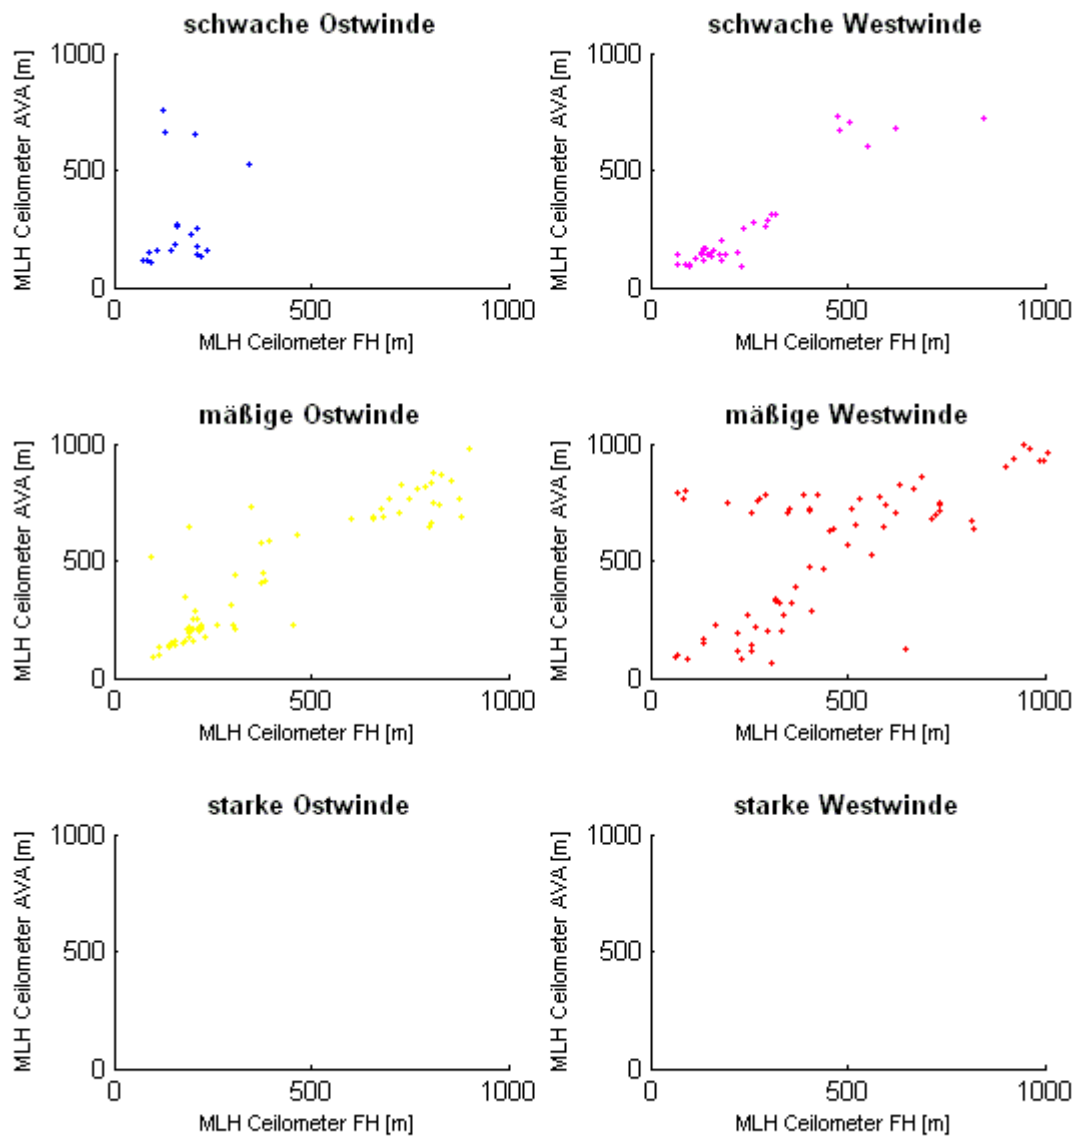 schwache Ostwinde
MLH Ceilometer AVA [m]
1000
500
0
0 500 1000
MLH Ceilometer FH [m]
schwache Westwinde
MLH Ceilometer AVA [m]
1000
500
0
0 500 1000
MLH Ceilometer FH [m]
mäßige Ostwinde
MLH Ceilometer AVA [m]
1000
500
0
0 500 1000
MLH Ceilometer FH [m]
mäßige Westwinde
MLH Ceilometer AVA [m]
1000
500
0
0 500 1000
MLH Ceilometer FH [m]
starke Ostwinde
MLH Ceilometer AVA [m]
1000
500
0
0 500 1000
MLH Ceilometer FH [m]
starke Westwinde
MLH Ceilometer AVA [m]
1000
500
0
0 500 1000
MLH Ceilometer FH [m]